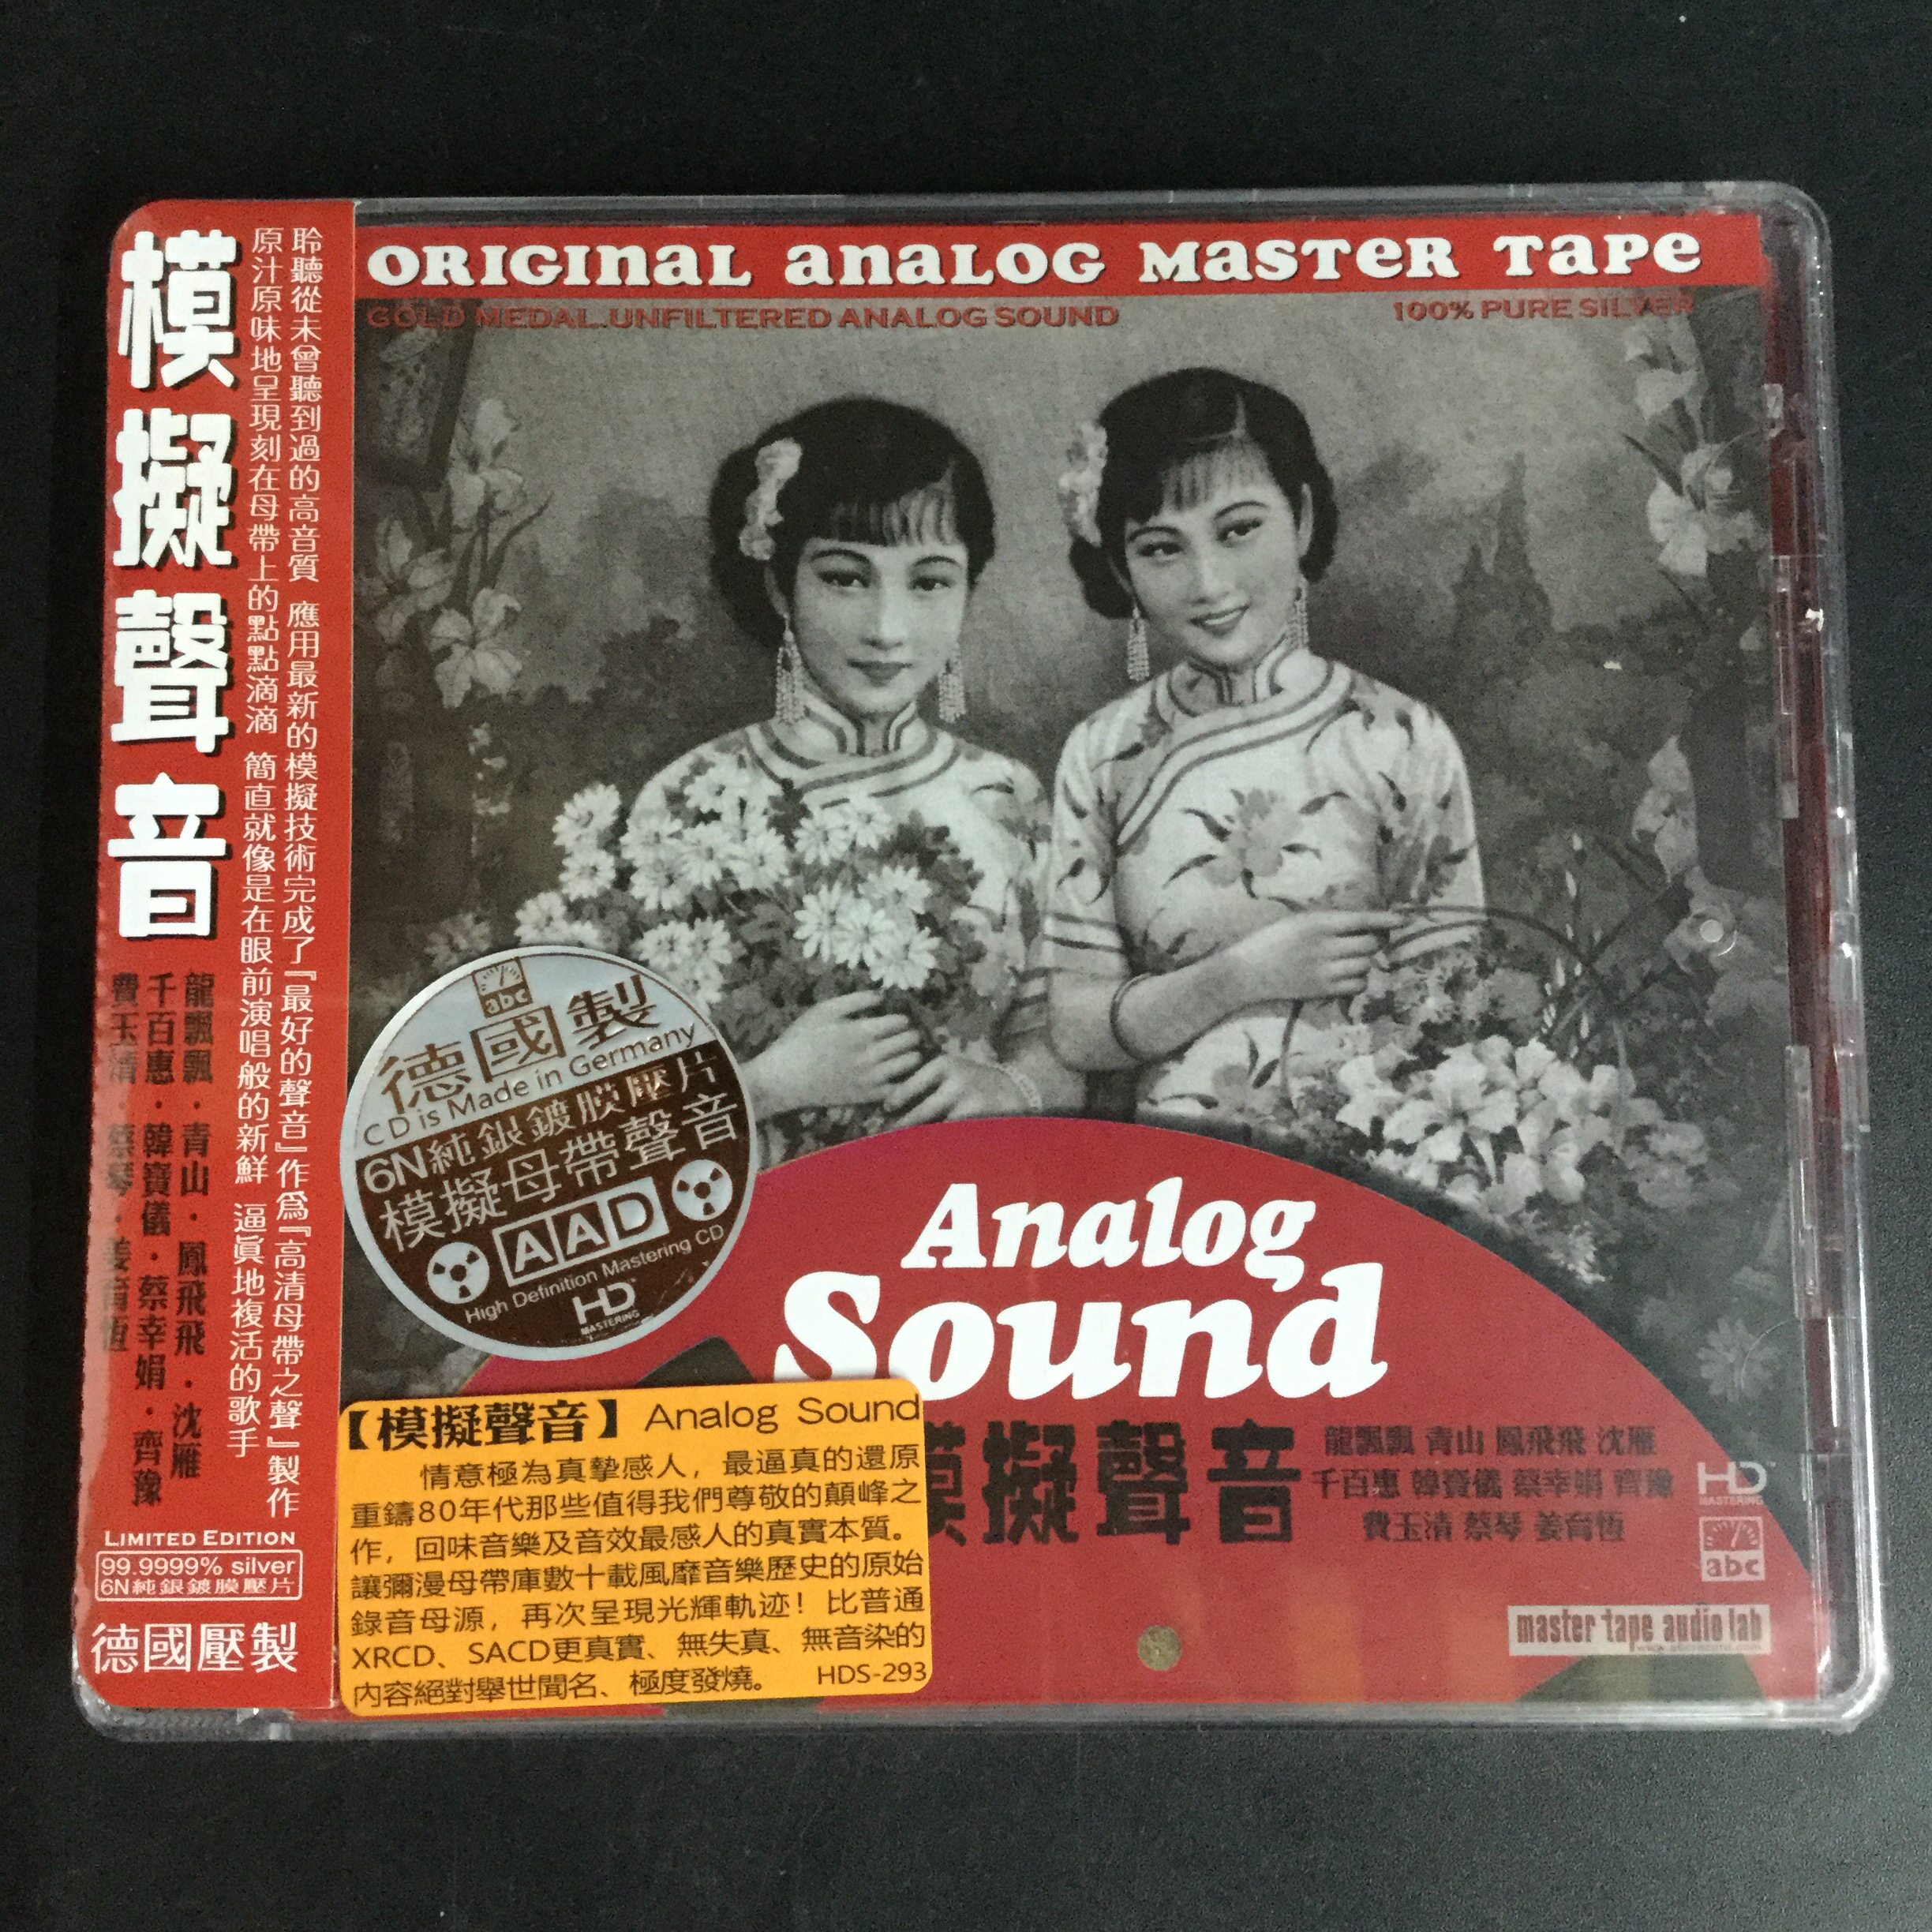 ORIGINAL ANALOG MASTER TAPE
GOLD MEDAL.UNFILTERED ANALOG SOUND
100% PURE SILVER
模擬聲音
聆聽從未曾聽到過的高音質 應用最新的模擬技術完成了『最好的聲音』作爲『高清母帶之聲』製作
原汁原味地呈現刻在母帶上的點點滴滴 簡直就像是在眼前演唱般的新鮮 逼眞地複活的歌手
龍飄飄·青山·鳳飛飛·沈雁
千百惠·韓寶儀·蔡幸娟·齊豫
費玉清·蔡琴·姜育恆
LIMITED EDITION
99.9999% silver
6N純銀鍍膜壓片
德國壓製
abc
德國製
CD is Made in Germany
6N純銀鍍膜壓片
模擬母帶聲音
AAD
High Definition Mastering CD
HD
MASTERING
Analog
Sound
模擬聲音
龍飄飄 青山 鳳飛飛 沈雁
千百惠 韓寶儀 蔡幸娟 齊豫
費玉清 蔡琴 姜育恆
HD
MASTERING
abc
master tape audio lab
【模擬聲音】Analog Sound
情意極為真摯感人，最逼真的還原
重鑄80年代那些值得我們尊敬的顛峰之
作，回味音樂及音效最感人的真實本質。
讓彌漫母帶庫數十載風靡音樂歷史的原始
錄音母源，再次呈現光輝軌迹！比普通
XRCD、SACD更真實、無失真、無音染的
內容絕對舉世聞名、極度發燒。 HDS-293